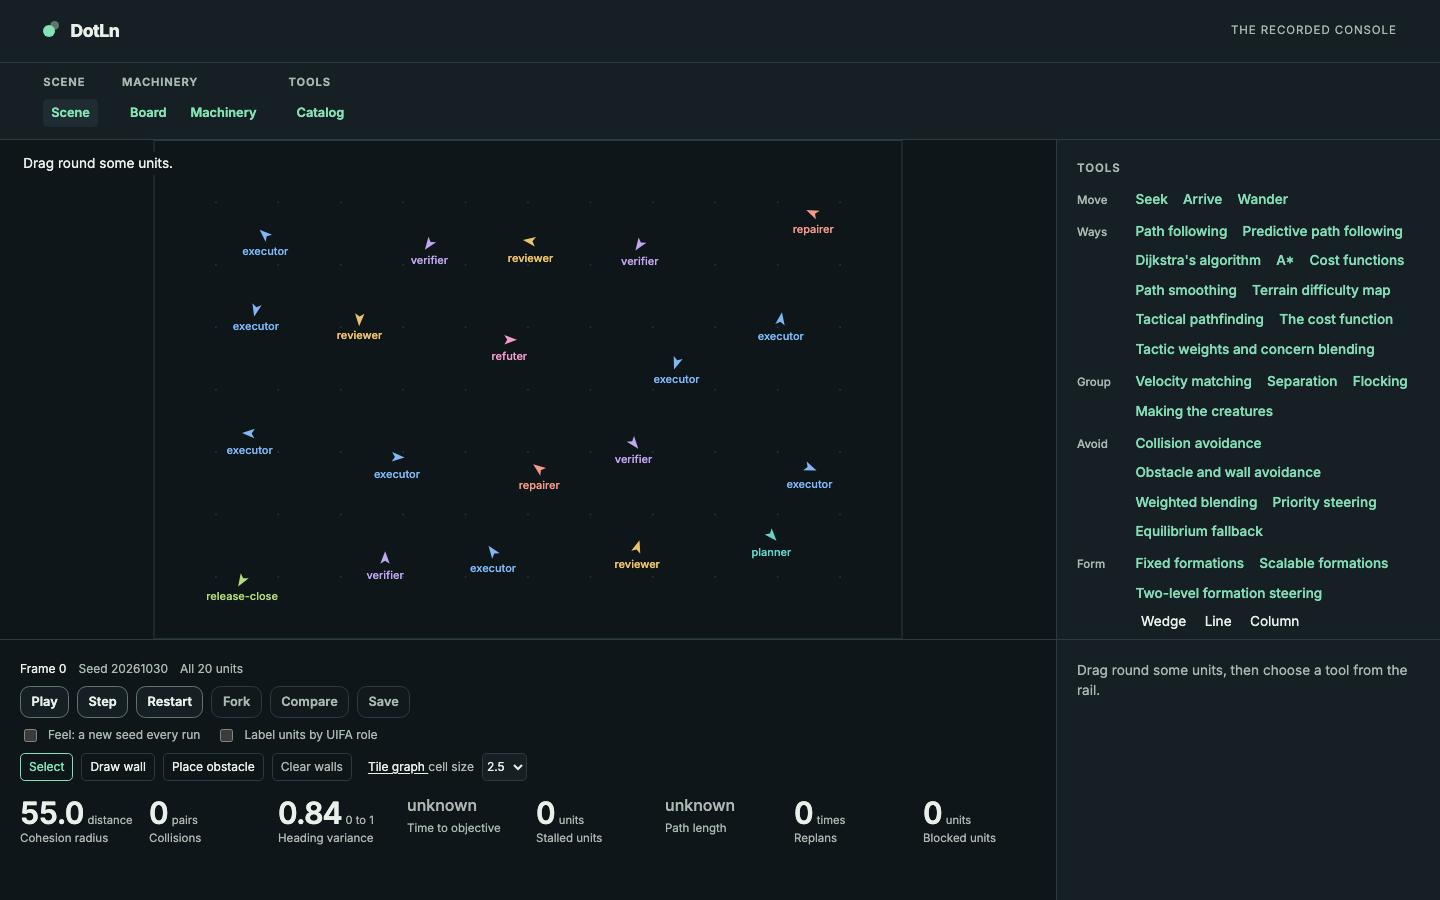 DotLn
THE RECORDED CONSOLE
SCENE MACHINERY TOOLS
Scene Board Machinery Catalog
Drag round some units.
repairer
executor verifier reviewer verifier
executor reviewer executor
refuter
executor
executor verifier
executor repairer executor
planner
verifier executor reviewer
release-close
TOOLS
Move Seek Arrive Wander
Ways Path following Predictive path following
Dijkstra's algorithm A* Cost functions
Path smoothing Terrain difficulty map
Tactical pathfinding The cost function
Tactic weights and concern blending
Group Velocity matching Separation Flocking
Making the creatures
Avoid Collision avoidance
Obstacle and wall avoidance
Weighted blending Priority steering
Equilibrium fallback
Form Fixed formations Scalable formations
Two-level formation steering
Wedge Line Column
Drag round some units, then choose a tool from the
rail.
Frame 0 Seed 20261030 All 20 units
Play Step Restart Fork Compare Save
Feel: a new seed every run Label units by UIFA role
Select Draw wall Place obstacle Clear walls Tile graph cell size 2.5
55.0 distance 0 pairs 0.84 0 to 1 unknown 0 units unknown 0 times 0 units
Cohesion radius Collisions Heading variance Time to objective Stalled units Path length Replans Blocked units